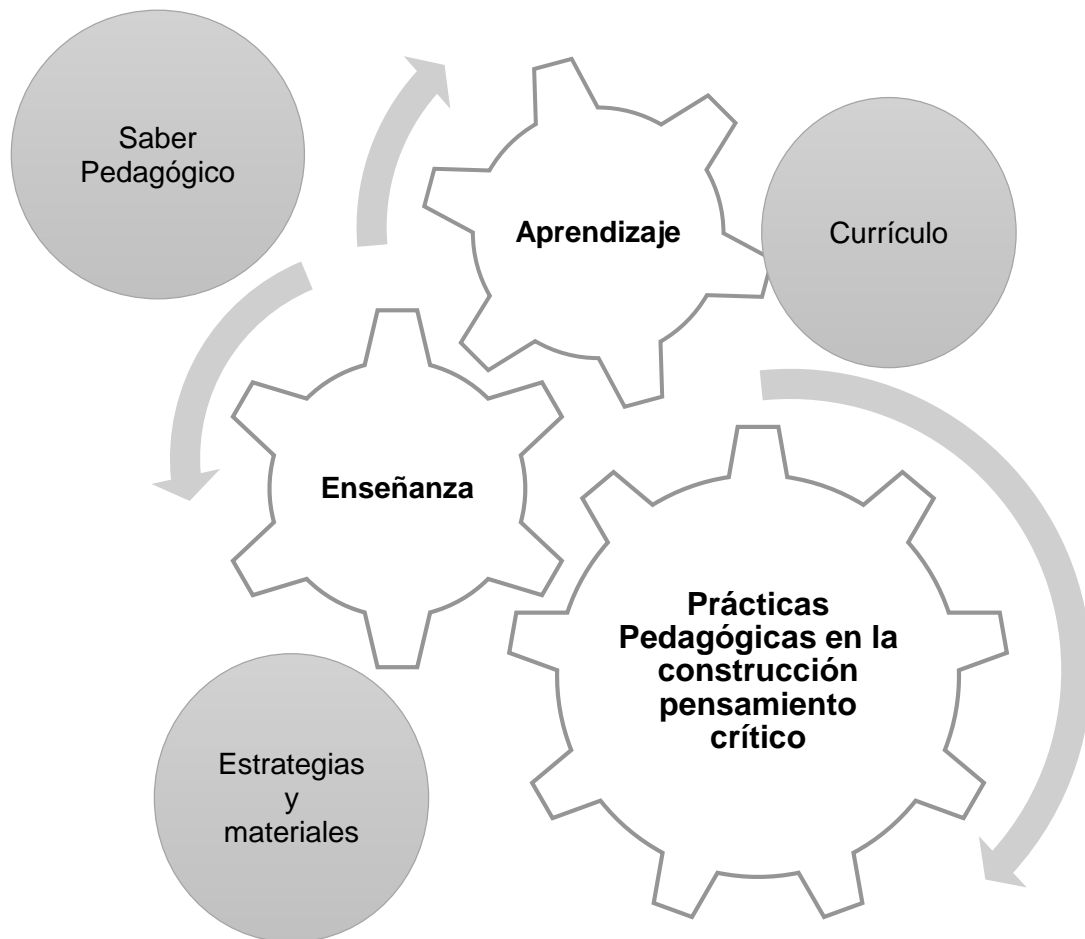 Saber
Pedagógico
Aprendizaje
Currículo
Enseñanza
Prácticas
Pedagógicas en la
construcción
pensamiento
crítico
Estrategias
y
materiales